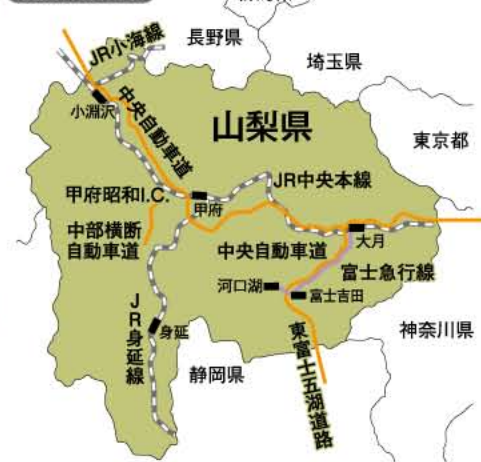 JR小海線
長野県
埼玉県
小淵沢
中央自動車道
山梨県
東京都
JR中央本線
甲府昭和I.C.
甲府
中部横断
自動車道
中央自動車道
大月
河口湖
富士急行線
富士吉田
JR身延線
身延
静岡県
東富士五湖道路
神奈川県